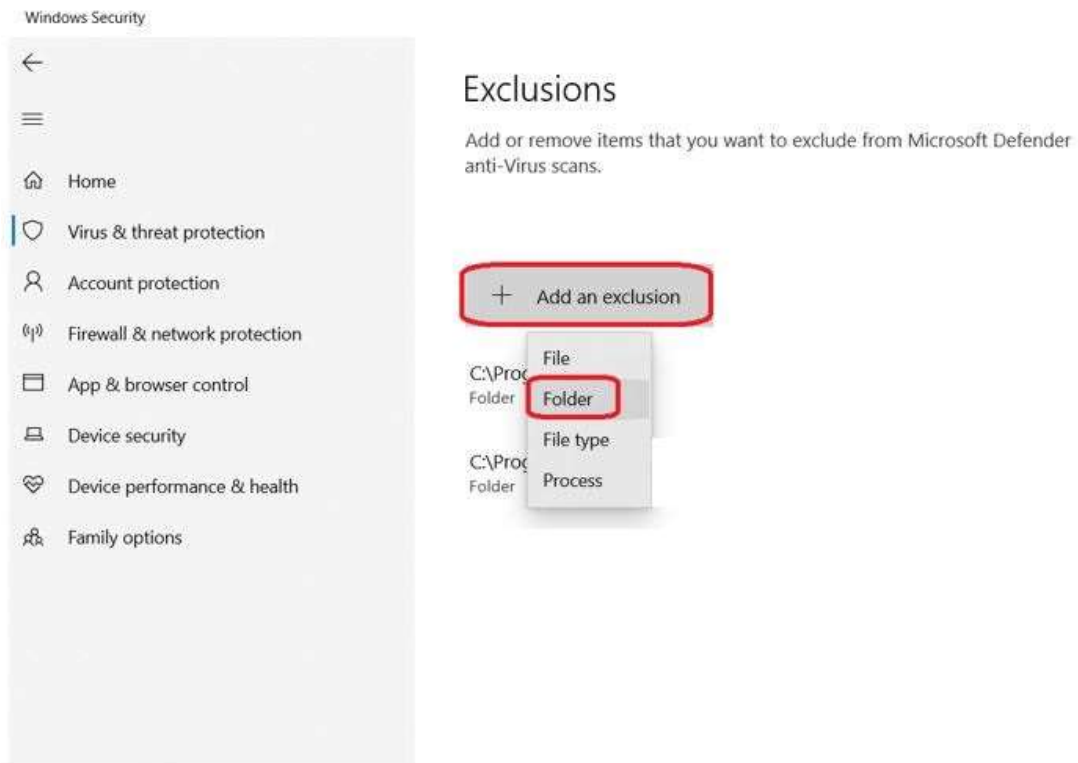 Windows Security
Home
Virus & threat protection
Account protection
Firewall & network protection
App & browser control
Device security
Device performance & health
Family options
Exclusions
Add or remove items that you want to exclude from Microsoft Defender
anti-Virus scans.
+ Add an exclusion
File
C:\Prog
Folder
Folder
File type
C:\Prog
Folder
Process